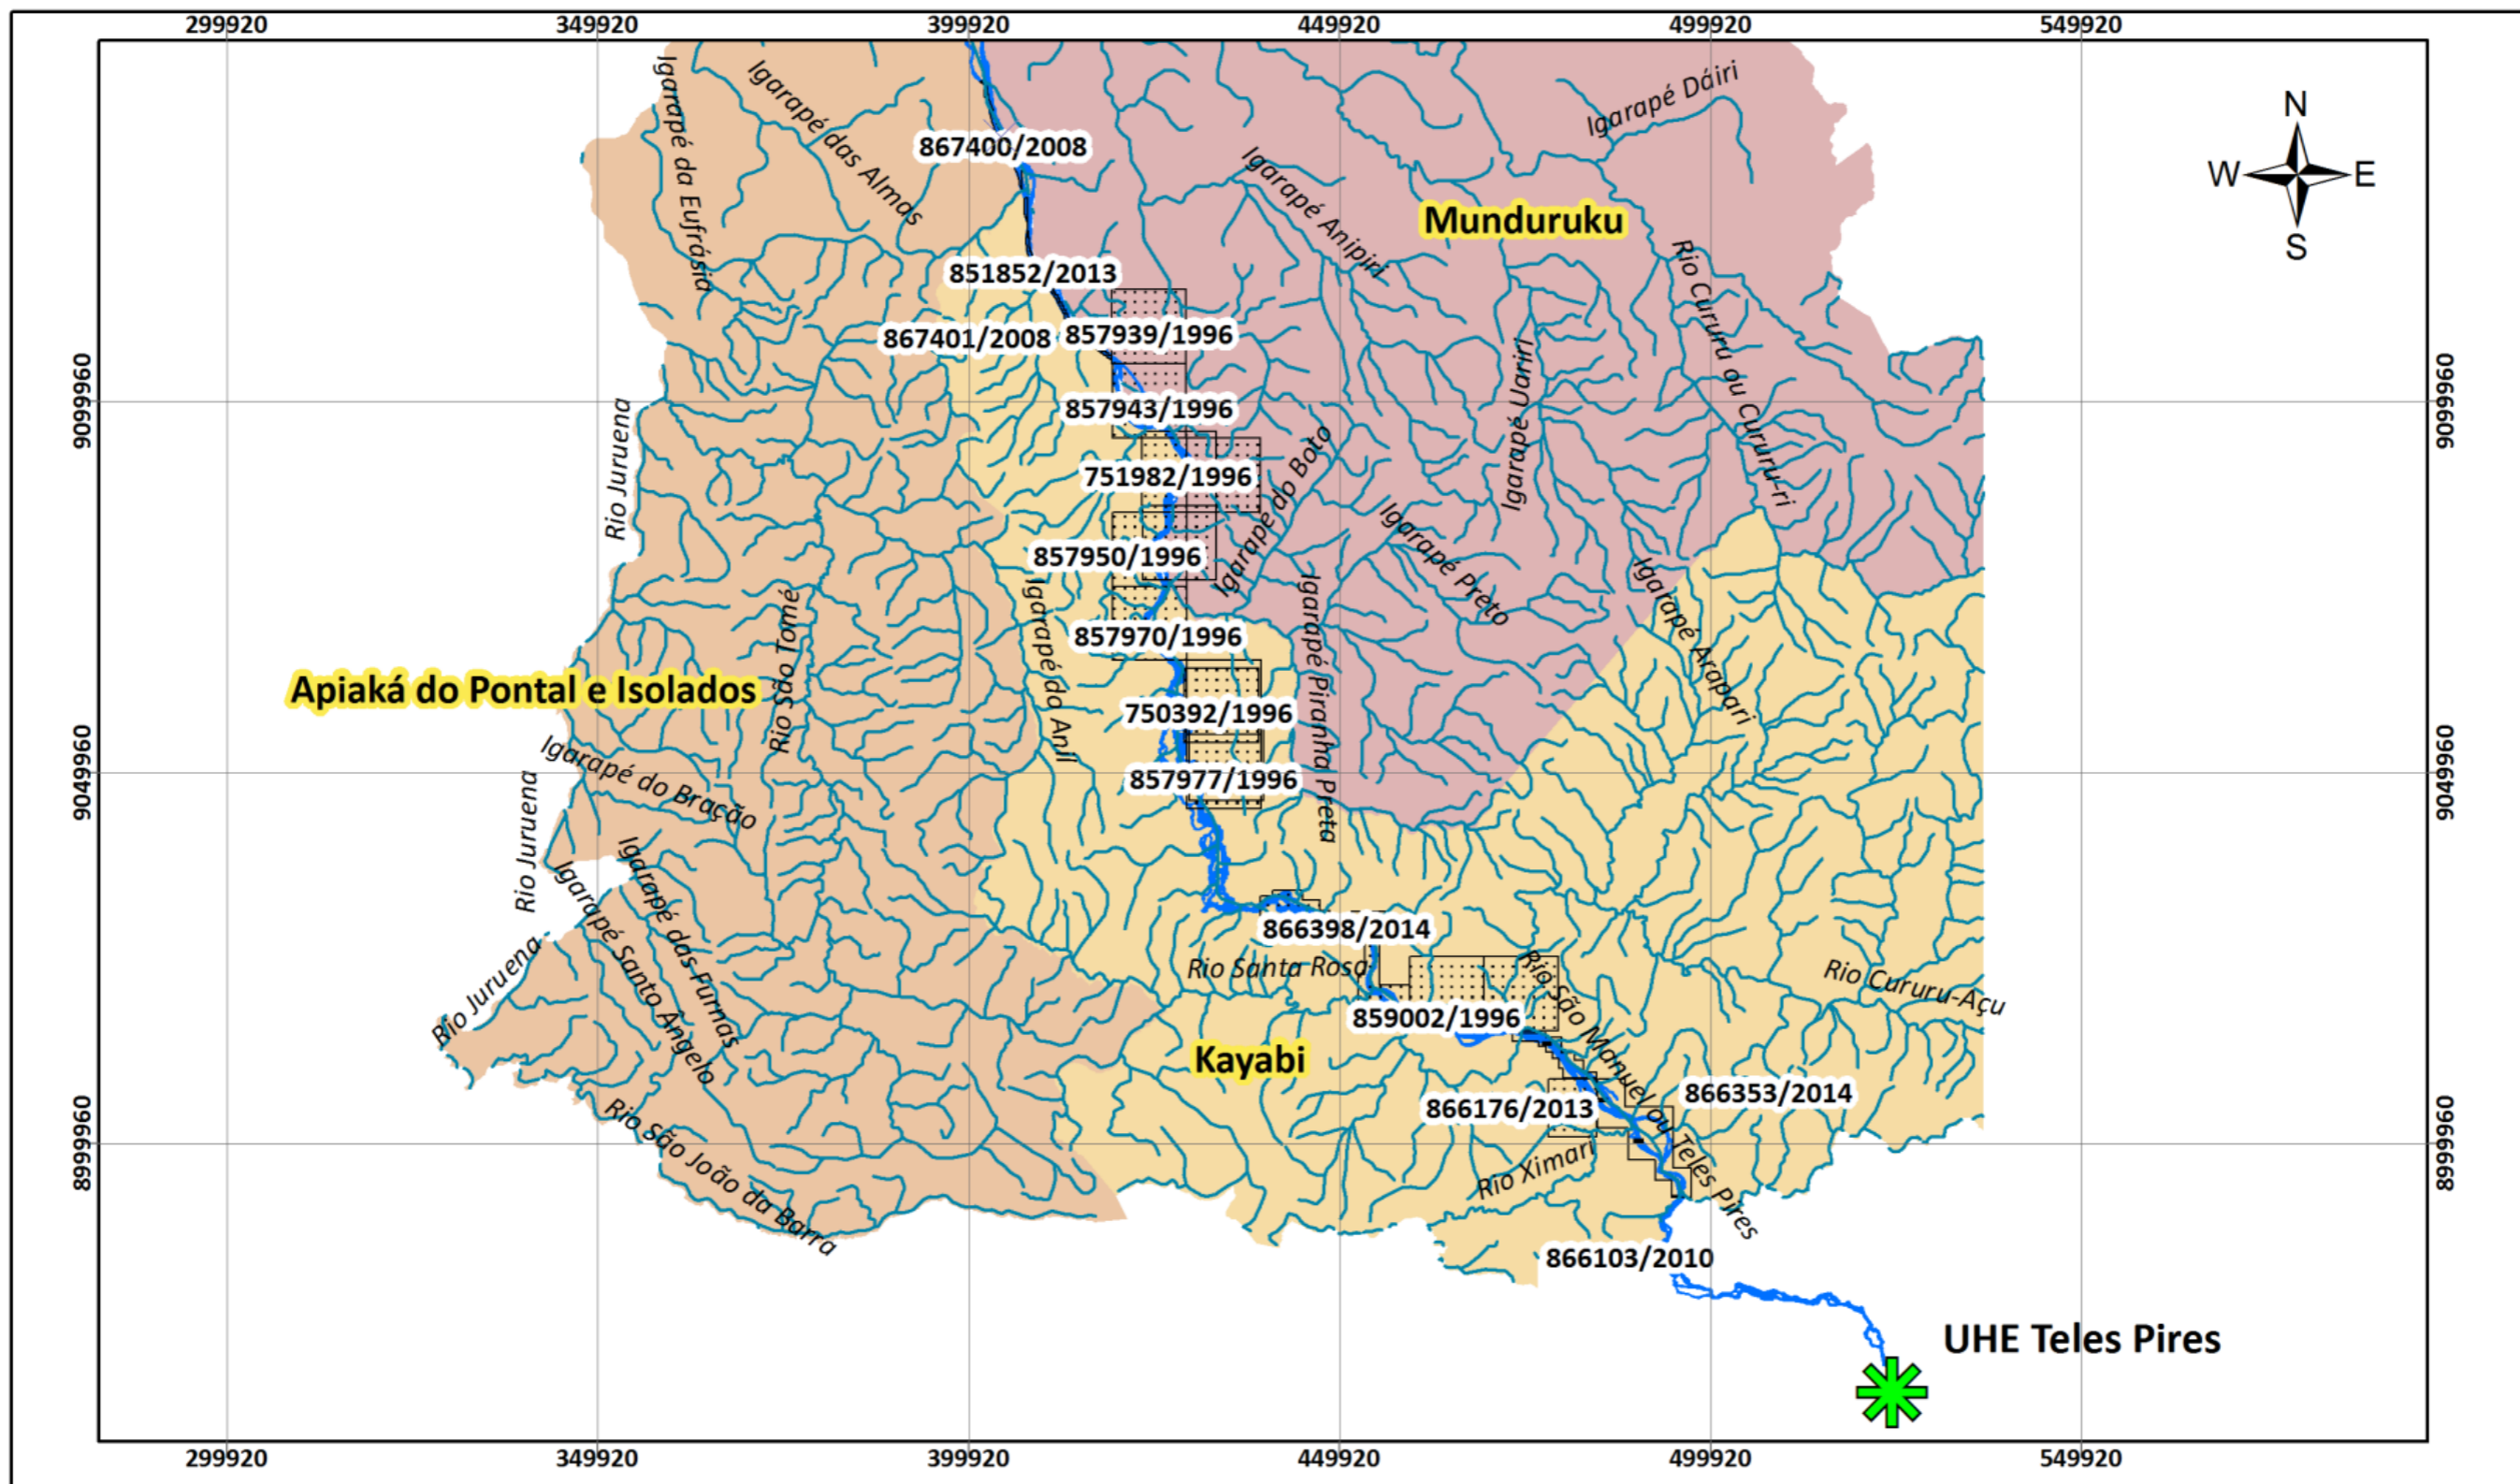 299920
349920
399920
449920
499920
549920
N
W
E
S
Igarapé da Eufrásia
Igarapé das Almas
867400/2008
Igarapé Dáiri
Igarapé Anipiri
Munduruku
851852/2013
867401/2008
857939/1996
Rio Cururu ou Cururu-ri
9099960
9099960
857943/1996
Igarapé Uariri
Rio Juruena
751982/1996
Igarapé do Boto
857950/1996
Igarapé Preto
Igarapé do Anil
Igarapé Piranha Preta
Igarapé Arapari
Rio São Tomé
857970/1996
Apiaká do Pontal e Isolados
750392/1996
9049960
9049960
857977/1996
Igarapé do Bração
Rio Juruena
Igarapé das Furnas
Igarapé Santo Ângelo
Rio Juruena
866398/2014
Rio Santa Rosa
Rio São Manuel ou Teles Pires
Rio Cururu-Açu
859002/1996
Kayabi
866353/2014
866176/2013
8999960
8999960
Rio São João da Barra
Rio Ximari
866103/2010
UHE Teles Pires
299920
349920
399920
449920
499920
549920